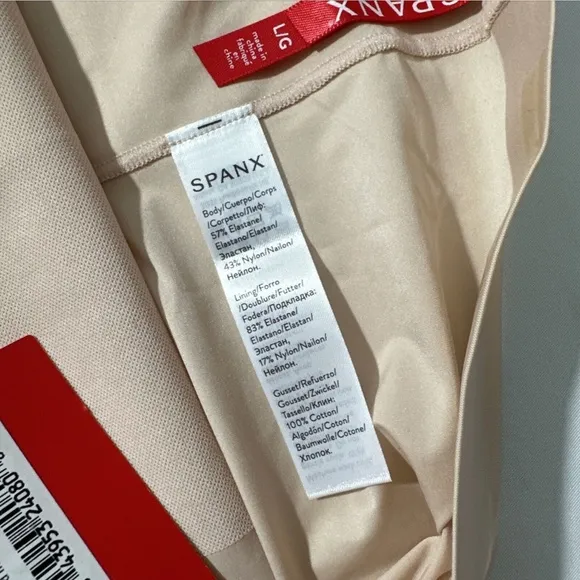 SPANX
L/G
made in
china
fabriqué
en
chine
SPANX
Body/Cuerpo/Corps
/Corpetto/Лиф:
57% Elastane/
Elastano/Elastan/
Эластан,
43% Nylon/Nailon/
Нейлон.
Lining/Forro
/Doublure/Futter/
Fodera/Подкладка:
83% Elastane/
Elastano/Elastan/
Эластан,
17% Nylon/Nailon/
Нейлон.
Gusset/Refuerzo/
Gousset/Zwickel/
Tassello/Клин:
100% Cotton/
Algodón/Coton/
Baumwolle/Cotone/
Хлопок.
43953 24080